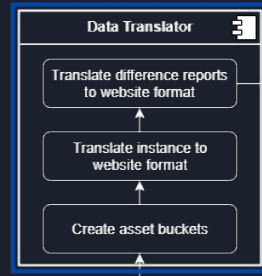 Data Translator
Translate difference reports
to website format
Translate instance to
website format
Create asset buckets